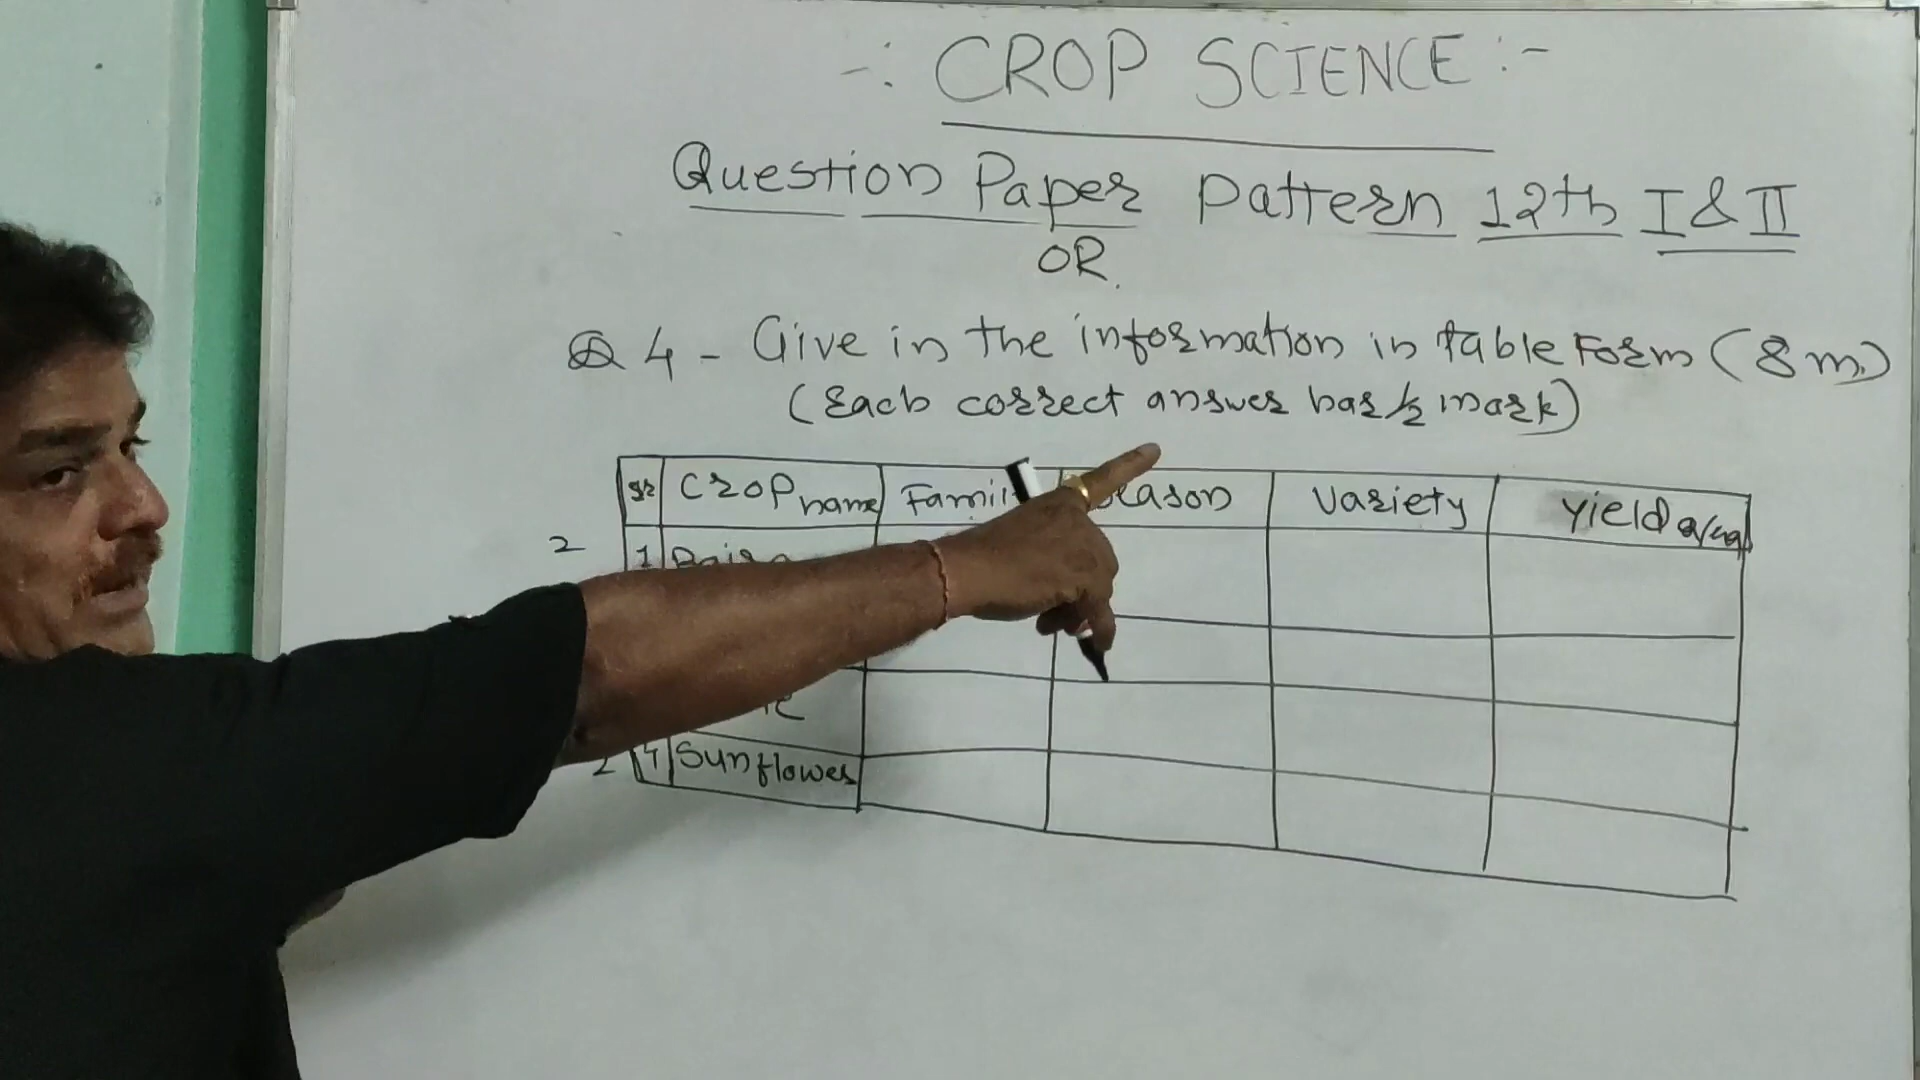 -: CROP SCIENCE :-
Question Paper Pattern 12th I & II
OR
Q 4 - Give in the information in table Form (8 m)
(Each correct answer has ½ mark)
Sr Crop name Season Variety Yield
2 1
2 4 Sunflower